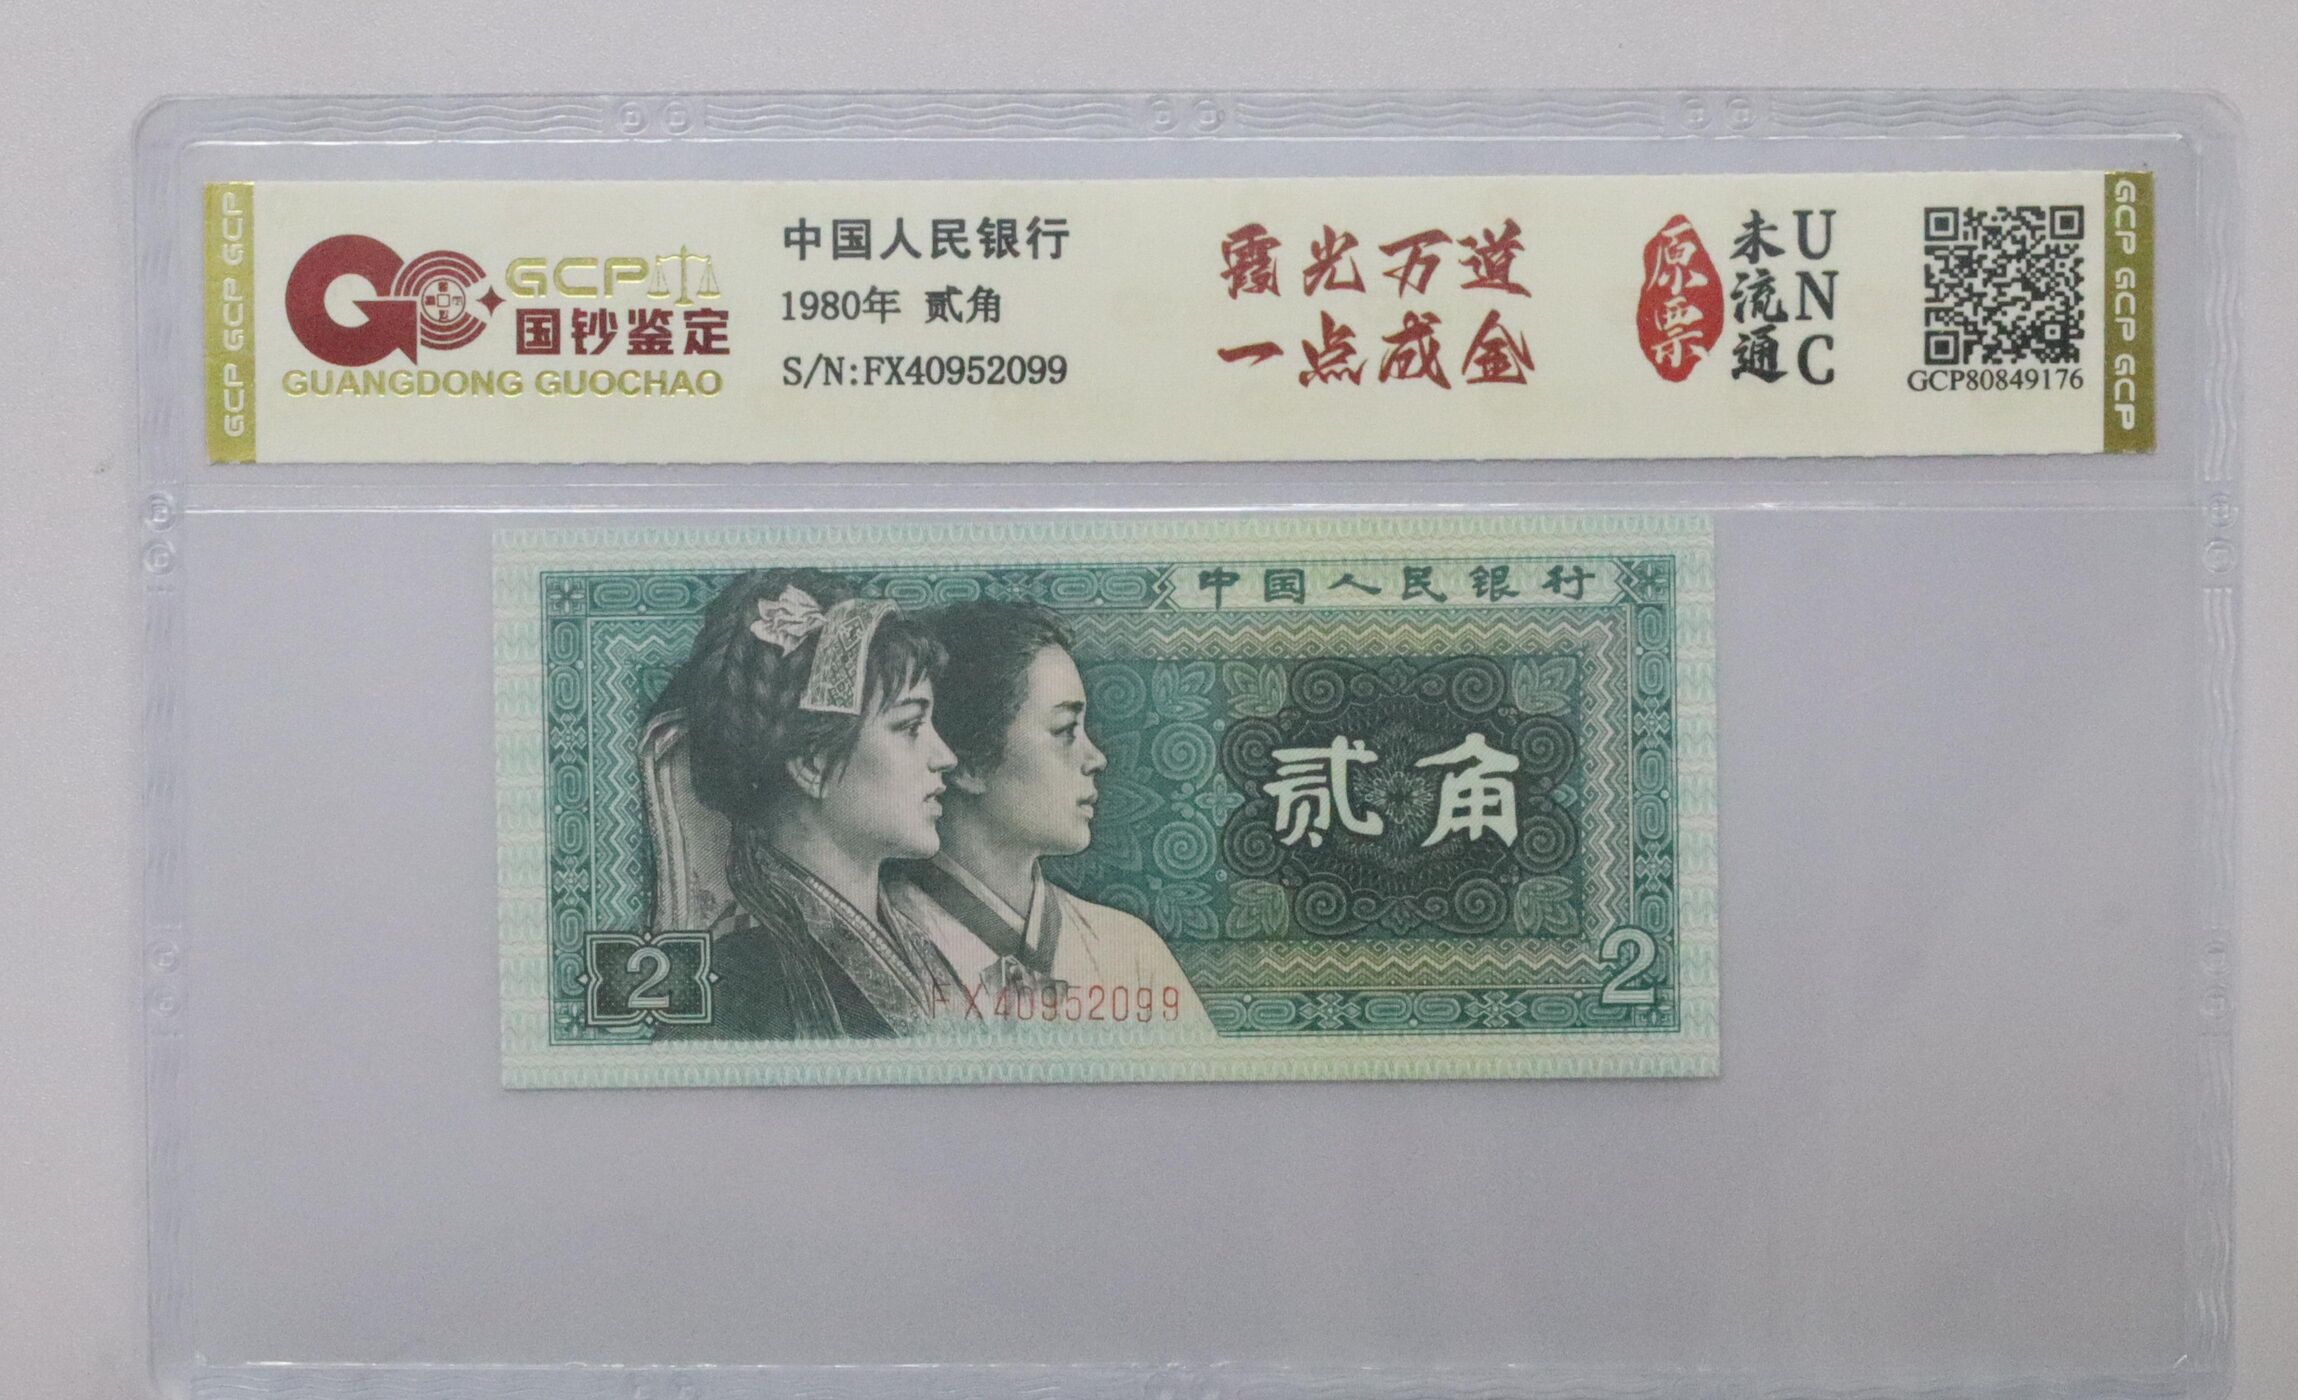 GCP GCP GCP
GCP
国钞鉴定
GUANGDONG GUOCHAO
中国人民银行
1980年 贰角
S/N:FX40952099
霞光万道
一点成金
原票
未流通
UNC
GCP80849176
GCP GCP GCP
中国人民银行
贰角
2
FX40952099
2